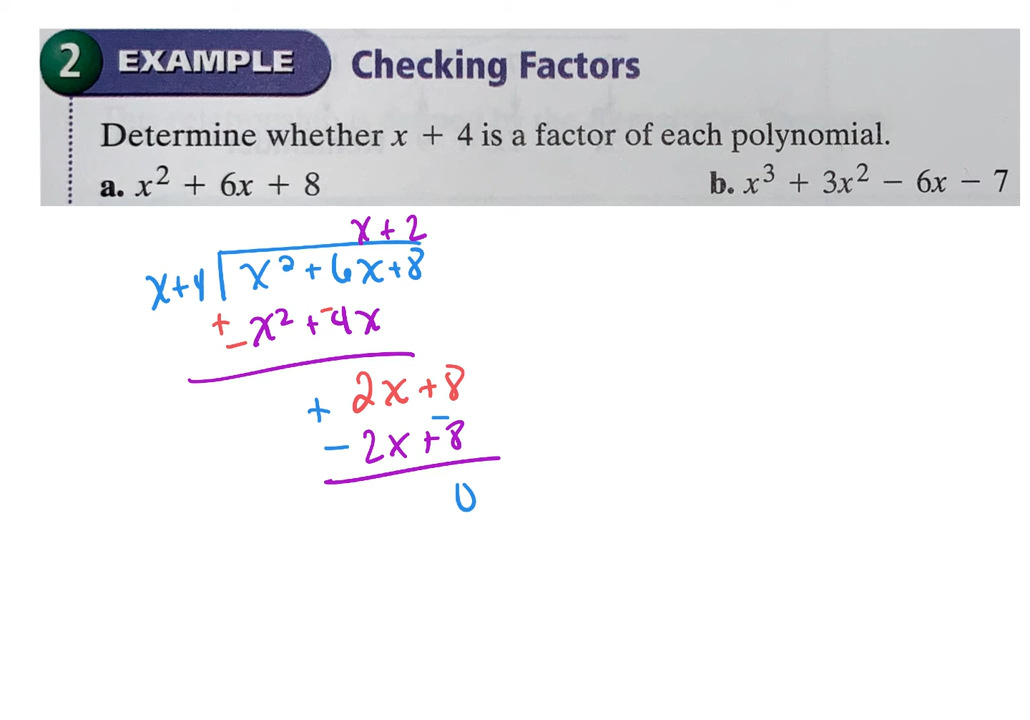 2 EXAMPLE Checking Factors
Determine whether x + 4 is a factor of each polynomial.
a. x² + 6x + 8 b. x³ + 3x² − 6x − 7
x + 2
x+4 x² + 6x + 8
+ − x² + − 4x
+ 2x + 8
− 2x + − 8
0